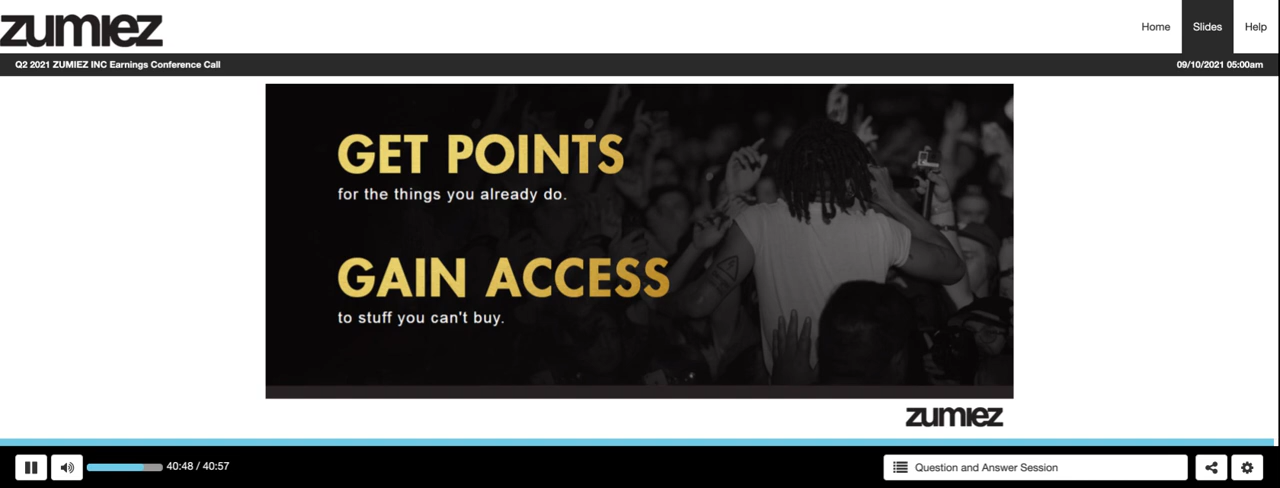 zumiez
Home Slides Help
Q2 2021 ZUMIEZ INC Earnings Conference Call 09/10/2021 05:00am
GET POINTS
for the things you already do.
GAIN ACCESS
to stuff you can't buy.
zumiez
40:48 / 40:57 Question and Answer Session